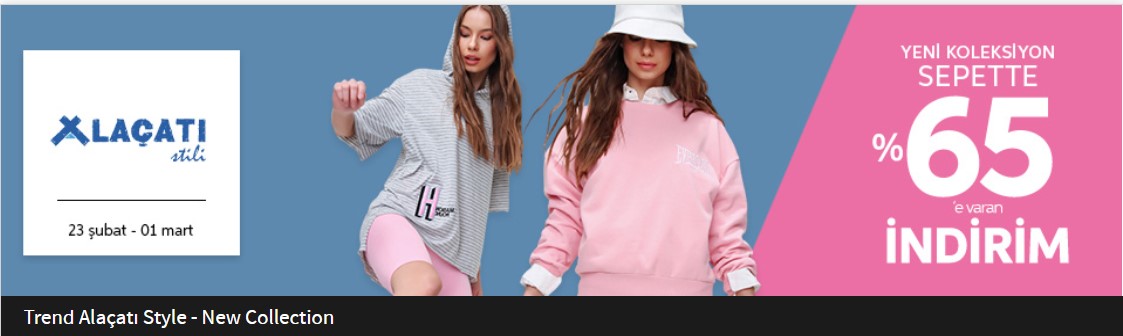 ALAÇATI
stili
23 şubat - 01 mart
YENİ KOLEKSİYON
SEPETTE
%65
'e varan
İNDİRİM
Trend Alaçatı Style - New Collection